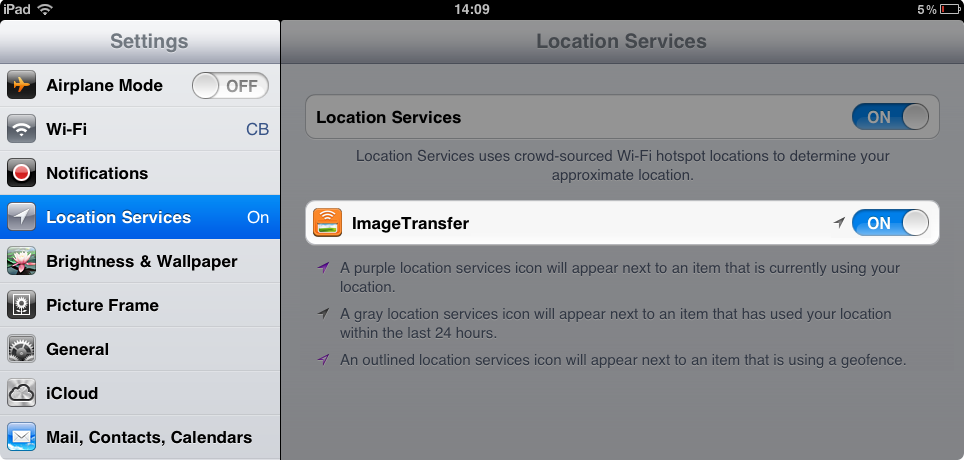 iPad 14:09 5%
Settings
Airplane Mode OFF
Wi-Fi CB
Notifications
Location Services On
Brightness & Wallpaper
Picture Frame
General
iCloud
Mail, Contacts, Calendars
Location Services
Location Services ON
Location Services uses crowd-sourced Wi-Fi hotspot locations to determine your
approximate location.
ImageTransfer ON
A purple location services icon will appear next to an item that is currently using your
location.
A gray location services icon will appear next to an item that has used your location
within the last 24 hours.
An outlined location services icon will appear next to an item that is using a geofence.